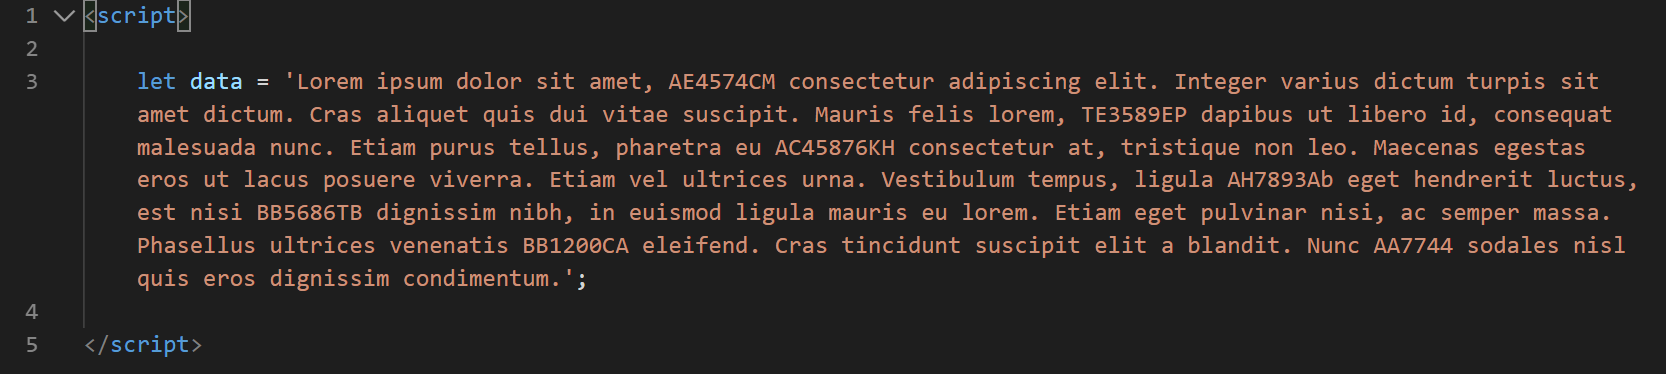 1 <script>
2
3 let data = 'Lorem ipsum dolor sit amet, AE4574CM consectetur adipiscing elit. Integer varius dictum turpis sit
amet dictum. Cras aliquet quis dui vitae suscipit. Mauris felis lorem, TE3589EP dapibus ut libero id, consequat
malesuada nunc. Etiam purus tellus, pharetra eu AC45876KH consectetur at, tristique non leo. Maecenas egestas
eros ut lacus posuere viverra. Etiam vel ultrices urna. Vestibulum tempus, ligula AH7893Ab eget hendrerit luctus,
est nisi BB5686TB dignissim nibh, in euismod ligula mauris eu lorem. Etiam eget pulvinar nisi, ac semper massa.
Phasellus ultrices venenatis BB1200CA eleifend. Cras tincidunt suscipit elit a blandit. Nunc AA7744 sodales nisl
quis eros dignissim condimentum.';
4
5 </script>